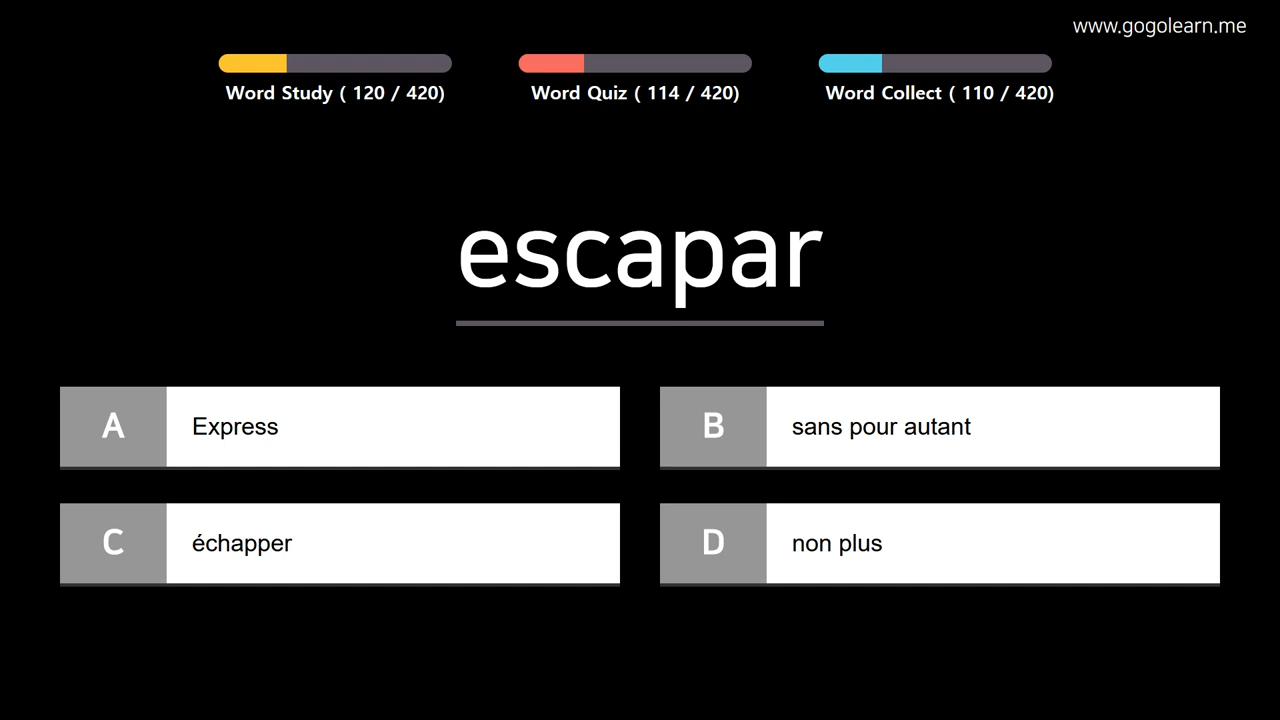 www.gogolearn.me
Word Study ( 120 / 420)
Word Quiz ( 114 / 420)
Word Collect ( 110 / 420)
escapar
A Express
B sans pour autant
C échapper
D non plus